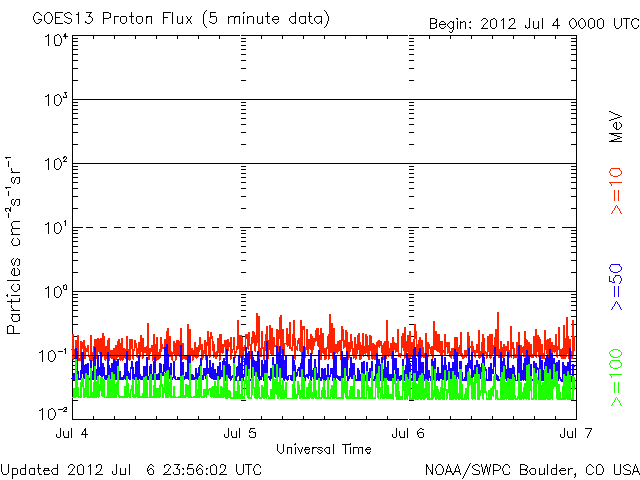 GOES13 Proton Flux (5 minute data)
Begin: 2012 Jul 4 0000 UTC
Particles cm⁻²s⁻¹sr⁻¹
10⁴
10³
10²
10¹
10⁰
10⁻¹
10⁻²
Jul 4
Jul 5
Jul 6
Jul 7
Universal Time
MeV
>=10
>=50
>=100
Updated 2012 Jul 6 23:56:02 UTC
NOAA/SWPC Boulder, CO USA